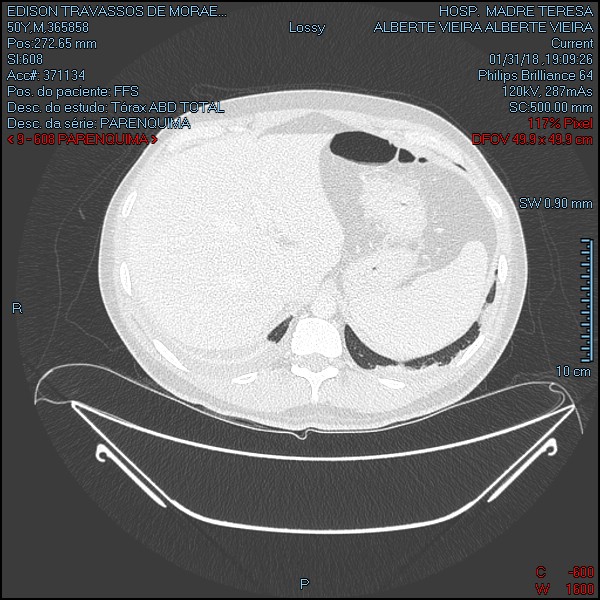 EDISON TRAVASSOS DE MORAE...
50Y,M,365858
Pos:272.65 mm
SI:608
Acc#: 371134
Pos. do paciente: FFS
Desc. do estudo: Tórax ABD TOTAL
Desc. da série: PARENQUIMA
< 9 - 608 PARENQUIMA >
Lossy
HOSP. MADRE TERESA
ALBERTE VIEIRA ALBERTE VIEIRA
Current
01/31/18 ,19:09:26
Philips Brilliance 64
120kV, 287mAs
SC:500.00 mm
117% Pixel
DFOV 49.9 x 49.9 cm
SW 0.90 mm
R
10 cm
P
C -600
W 1600